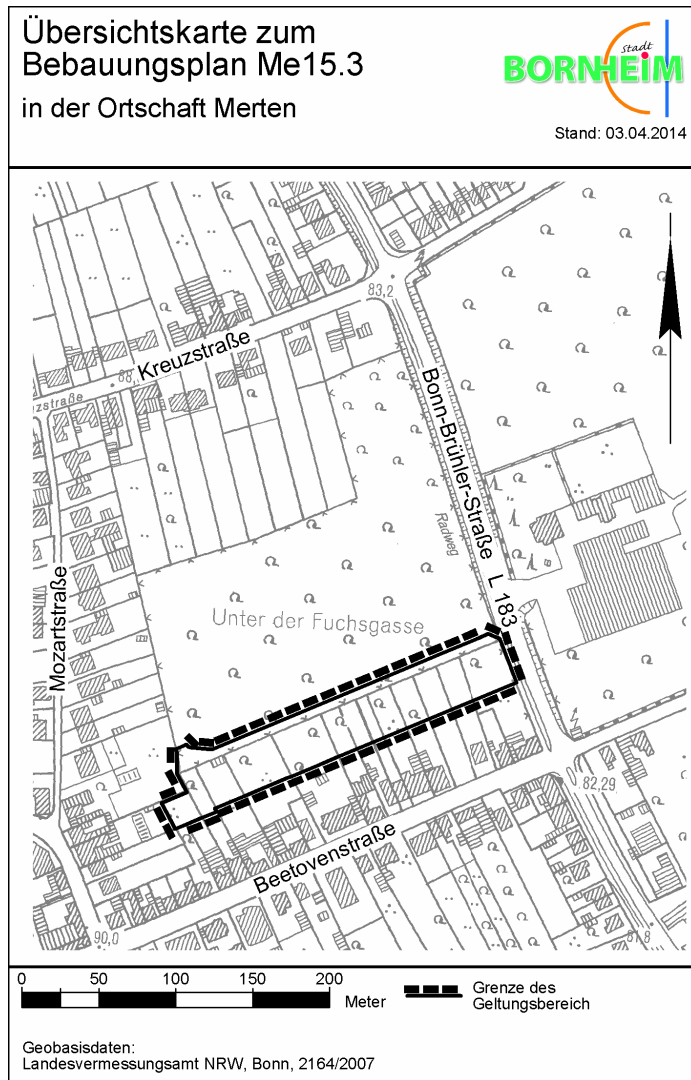 Übersichtskarte zum
Bebauungsplan Me15.3
in der Ortschaft Merten
Stadt
BORNHEIM
Stand: 03.04.2014
83,2
Kreuzstraße
88,
zstraße
Bonn-Brühler-Straße L 183
Radweg
Mozartstraße
Unter der Fuchsgasse
82,29
Beetovenstraße
90,0
81,8
0 50 100 150 200
Meter
Grenze des
Geltungsbereich
Geobasisdaten:
Landesvermessungsamt NRW, Bonn, 2164/2007